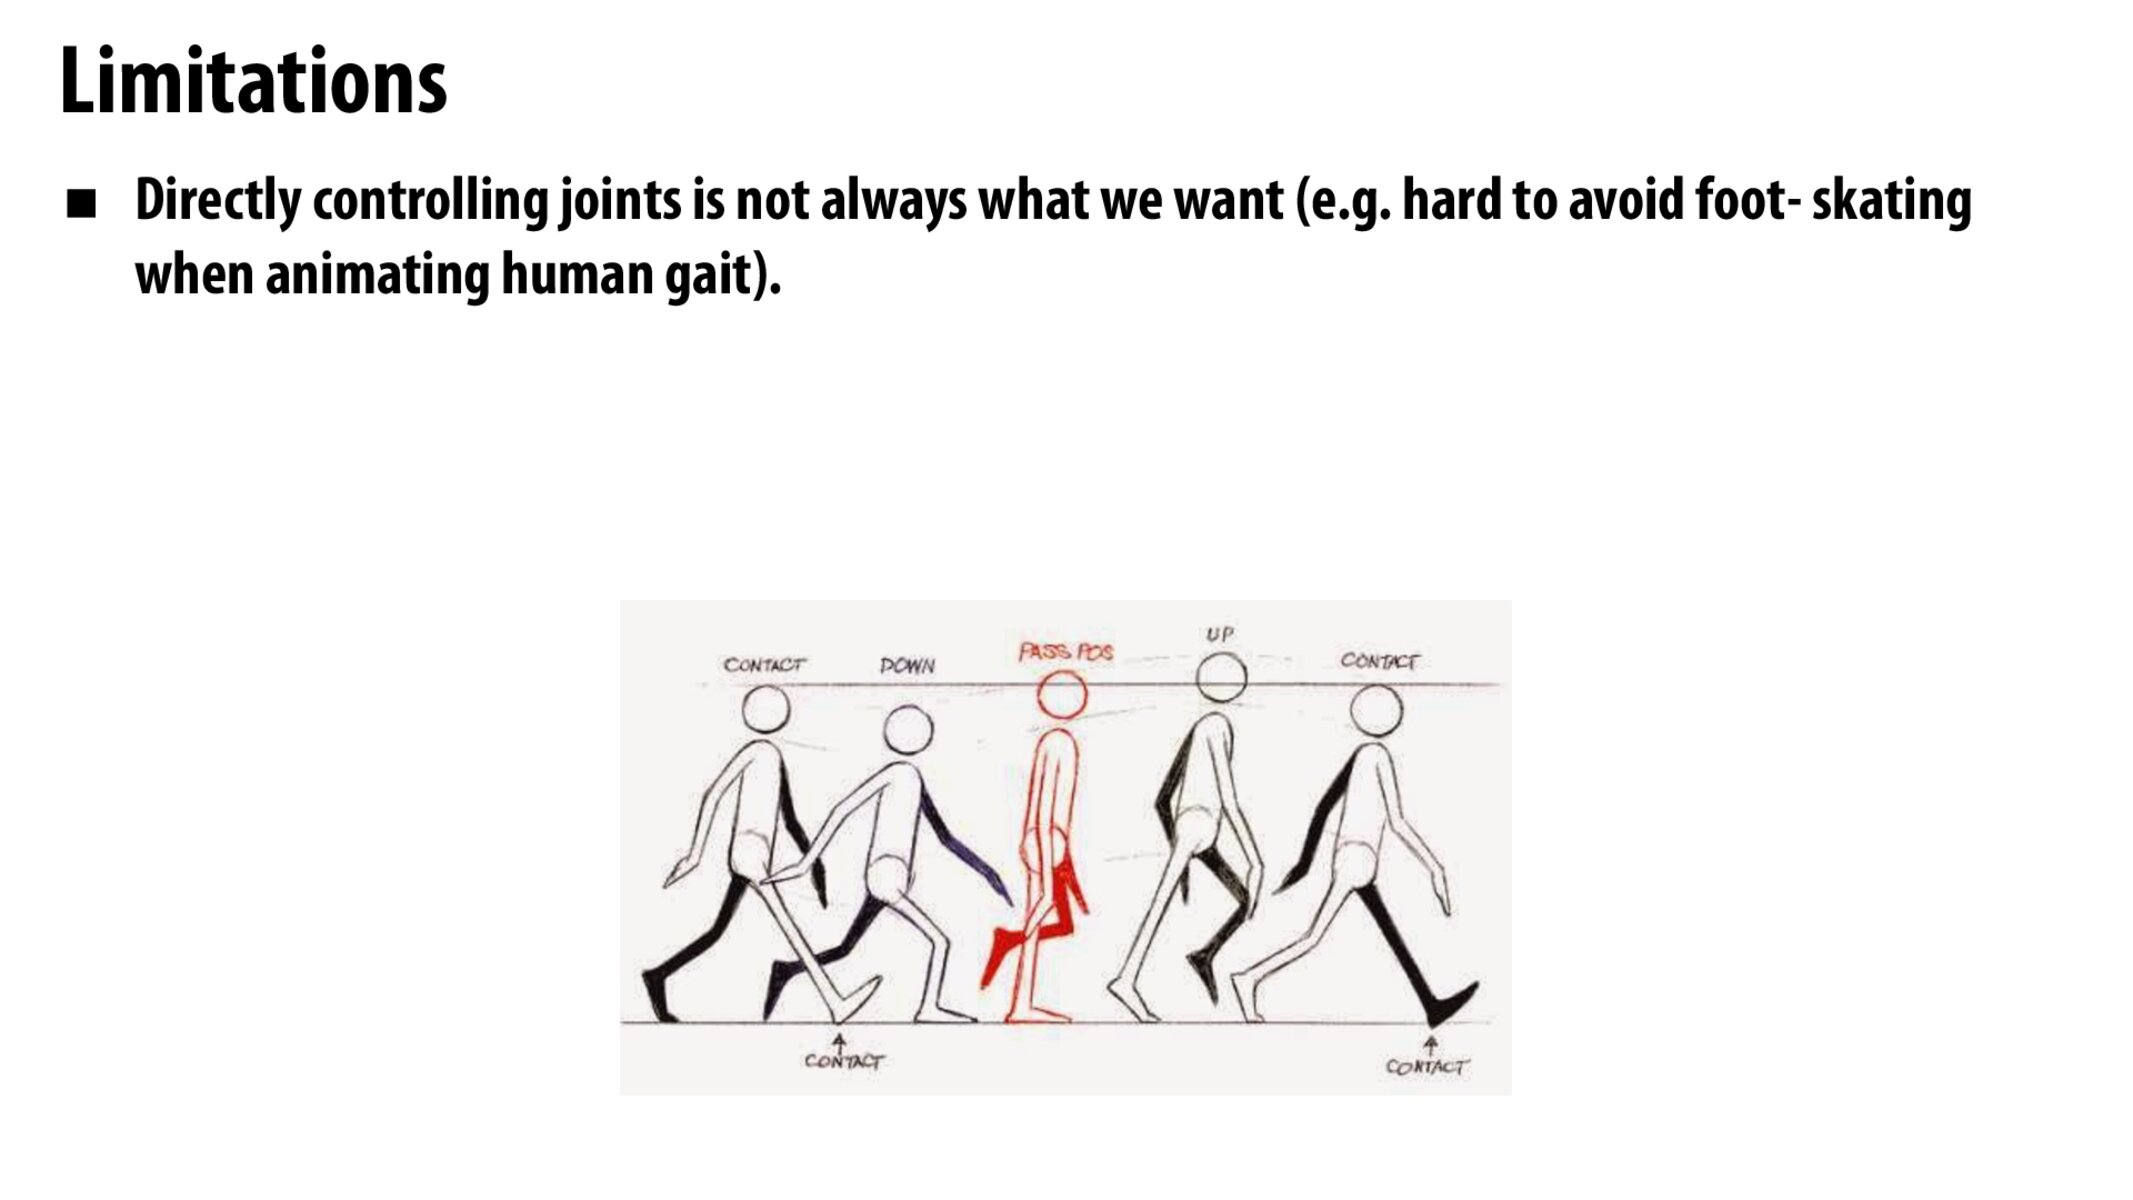 Limitations
■ Directly controlling joints is not always what we want (e.g. hard to avoid foot- skating
when animating human gait).
CONTACT
DOWN
PASS POS
UP
CONTACT
CONTACT
CONTACT